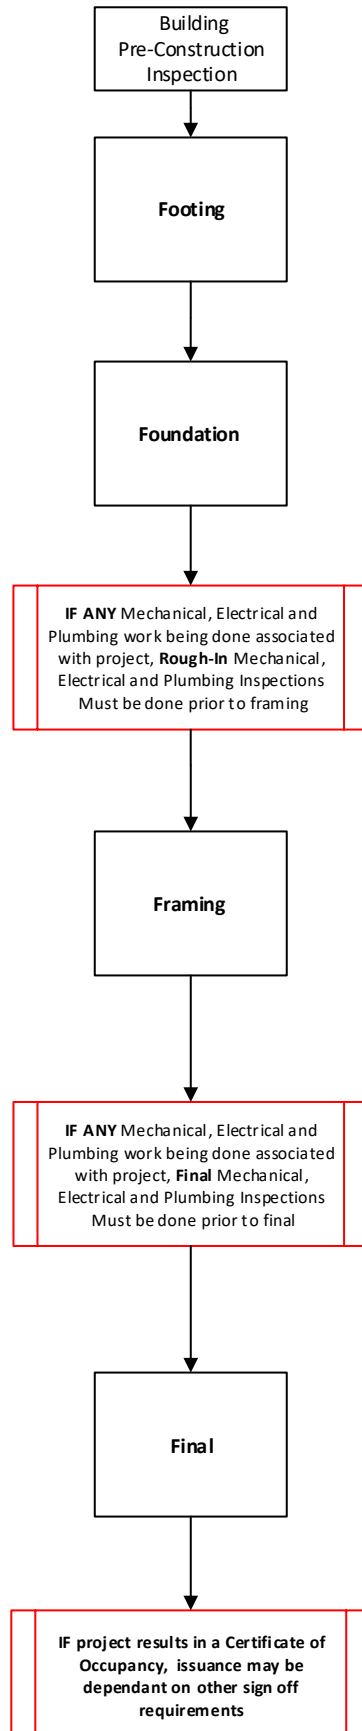 Building
Pre-Construction
Inspection
Footing
Foundation
IF ANY Mechanical, Electrical and
Plumbing work being done associated
with project, Rough-In Mechanical,
Electrical and Plumbing Inspections
Must be done prior to framing
Framing
IF ANY Mechanical, Electrical and
Plumbing work being done associated
with project, Final Mechanical,
Electrical and Plumbing Inspections
Must be done prior to final
Final
IF project results in a Certificate of
Occupancy, issuance may be
dependant on other sign off
requirements